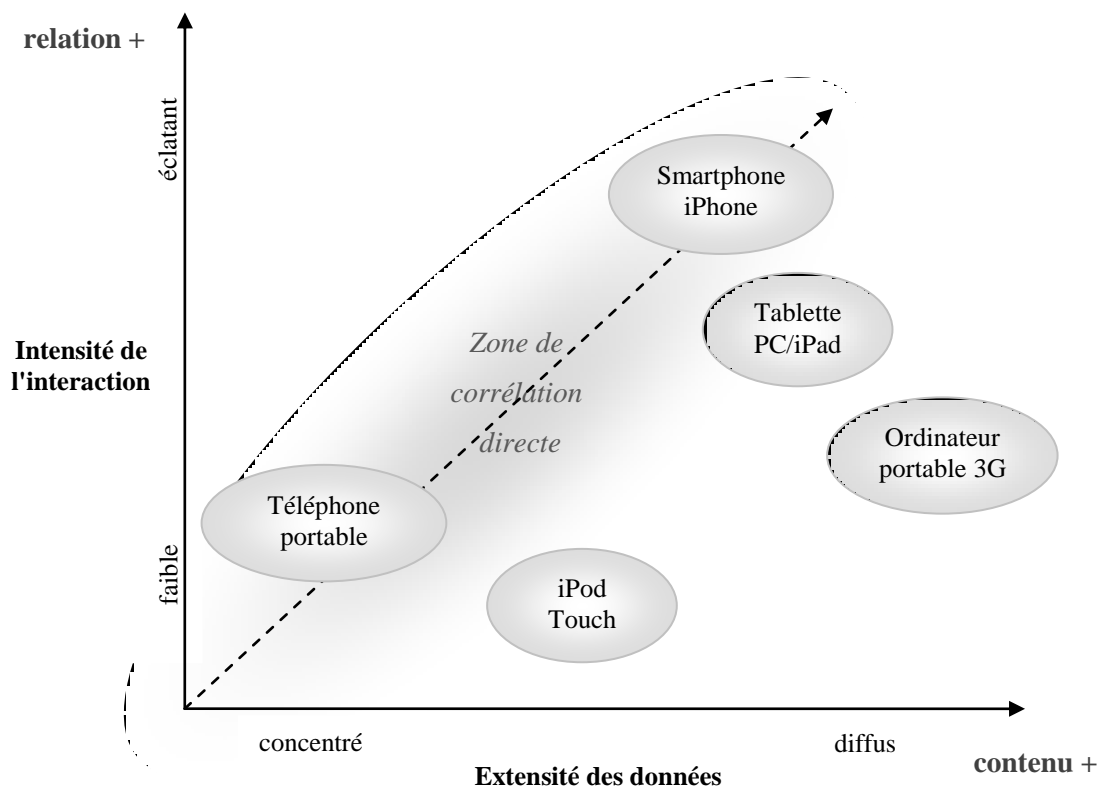 relation +
éclatant
Smartphone
iPhone
Tablette
PC/iPad
Zone de
corrélation
directe
Intensité de
l'interaction
Ordinateur
portable 3G
Téléphone
portable
faible
iPod
Touch
concentré
diffus
contenu +
Extensité des données